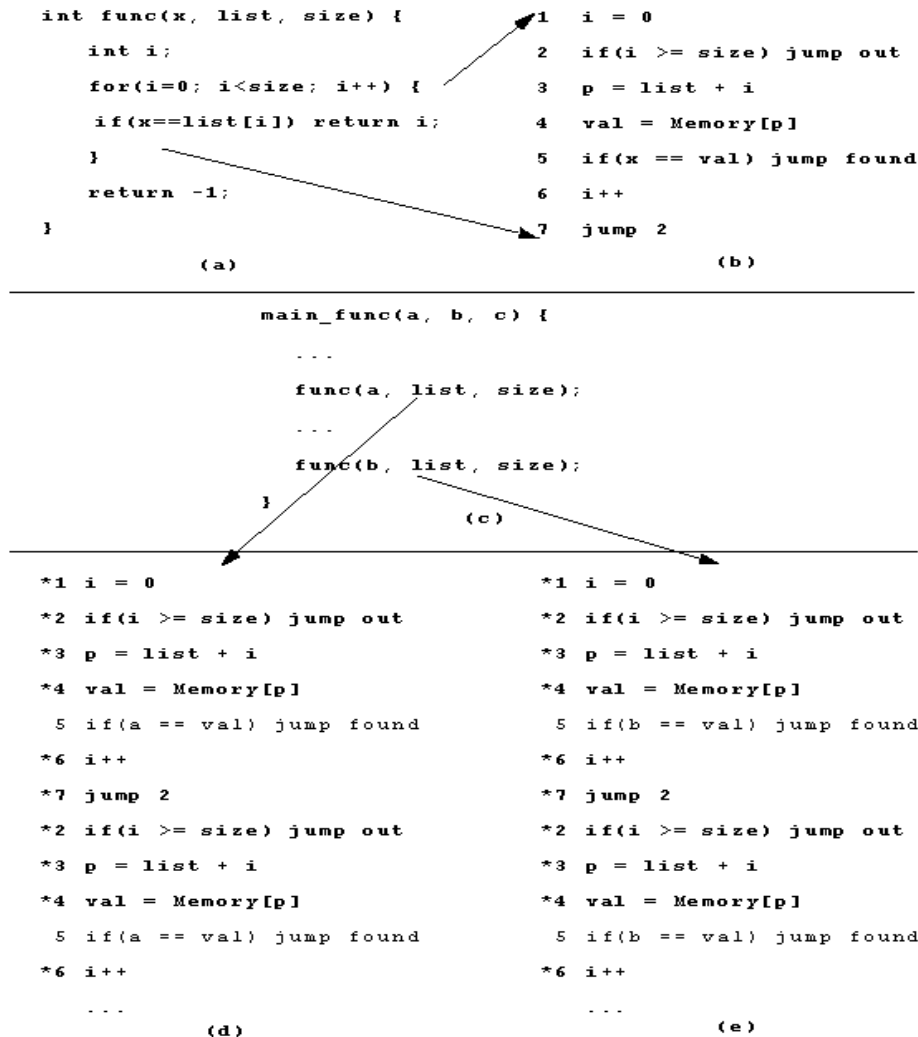 int func(x, list, size) {
int i;
for(i=0; i<size; i++) {
if(x==list[i]) return i;
}
return -1;
}
(a)
1 i = 0
2 if(i >= size) jump out
3 p = list + i
4 val = Memory[p]
5 if(x == val) jump found
6 i++
7 jump 2
(b)
main_func(a, b, c) {
...
func(a, list, size);
...
func(b, list, size);
}
(c)
*1 i = 0
*2 if(i >= size) jump out
*3 p = list + i
*4 val = Memory[p]
5 if(a == val) jump found
*6 i++
*7 jump 2
*2 if(i >= size) jump out
*3 p = list + i
*4 val = Memory[p]
5 if(a == val) jump found
*6 i++
...
(d)
*1 i = 0
*2 if(i >= size) jump out
*3 p = list + i
*4 val = Memory[p]
5 if(b == val) jump found
*6 i++
*7 jump 2
*2 if(i >= size) jump out
*3 p = list + i
*4 val = Memory[p]
5 if(b == val) jump found
*6 i++
...
(e)